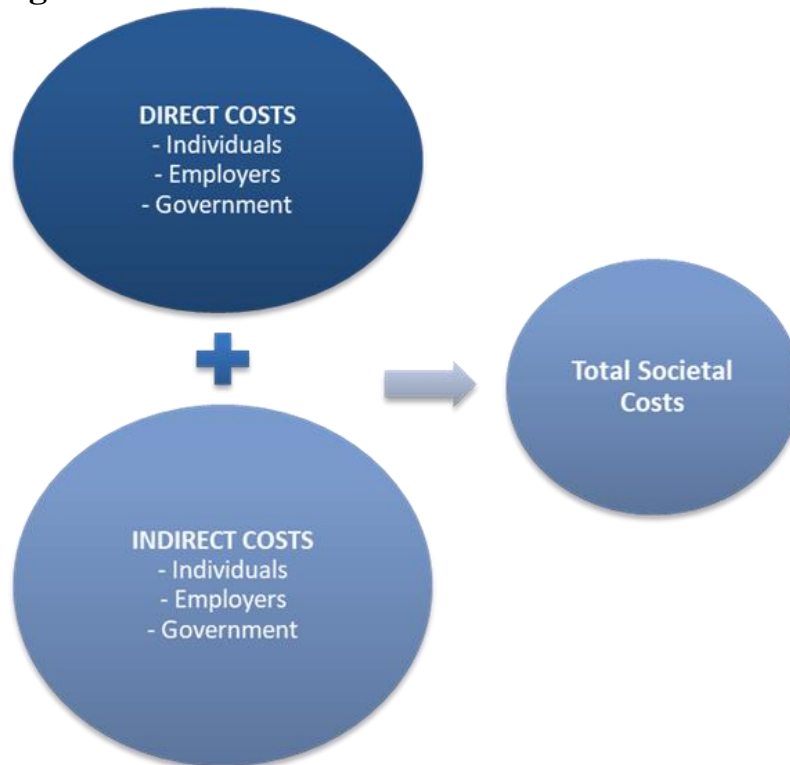 DIRECT COSTS
- Individuals
- Employers
- Government
Total Societal
Costs
INDIRECT COSTS
- Individuals
- Employers
- Government